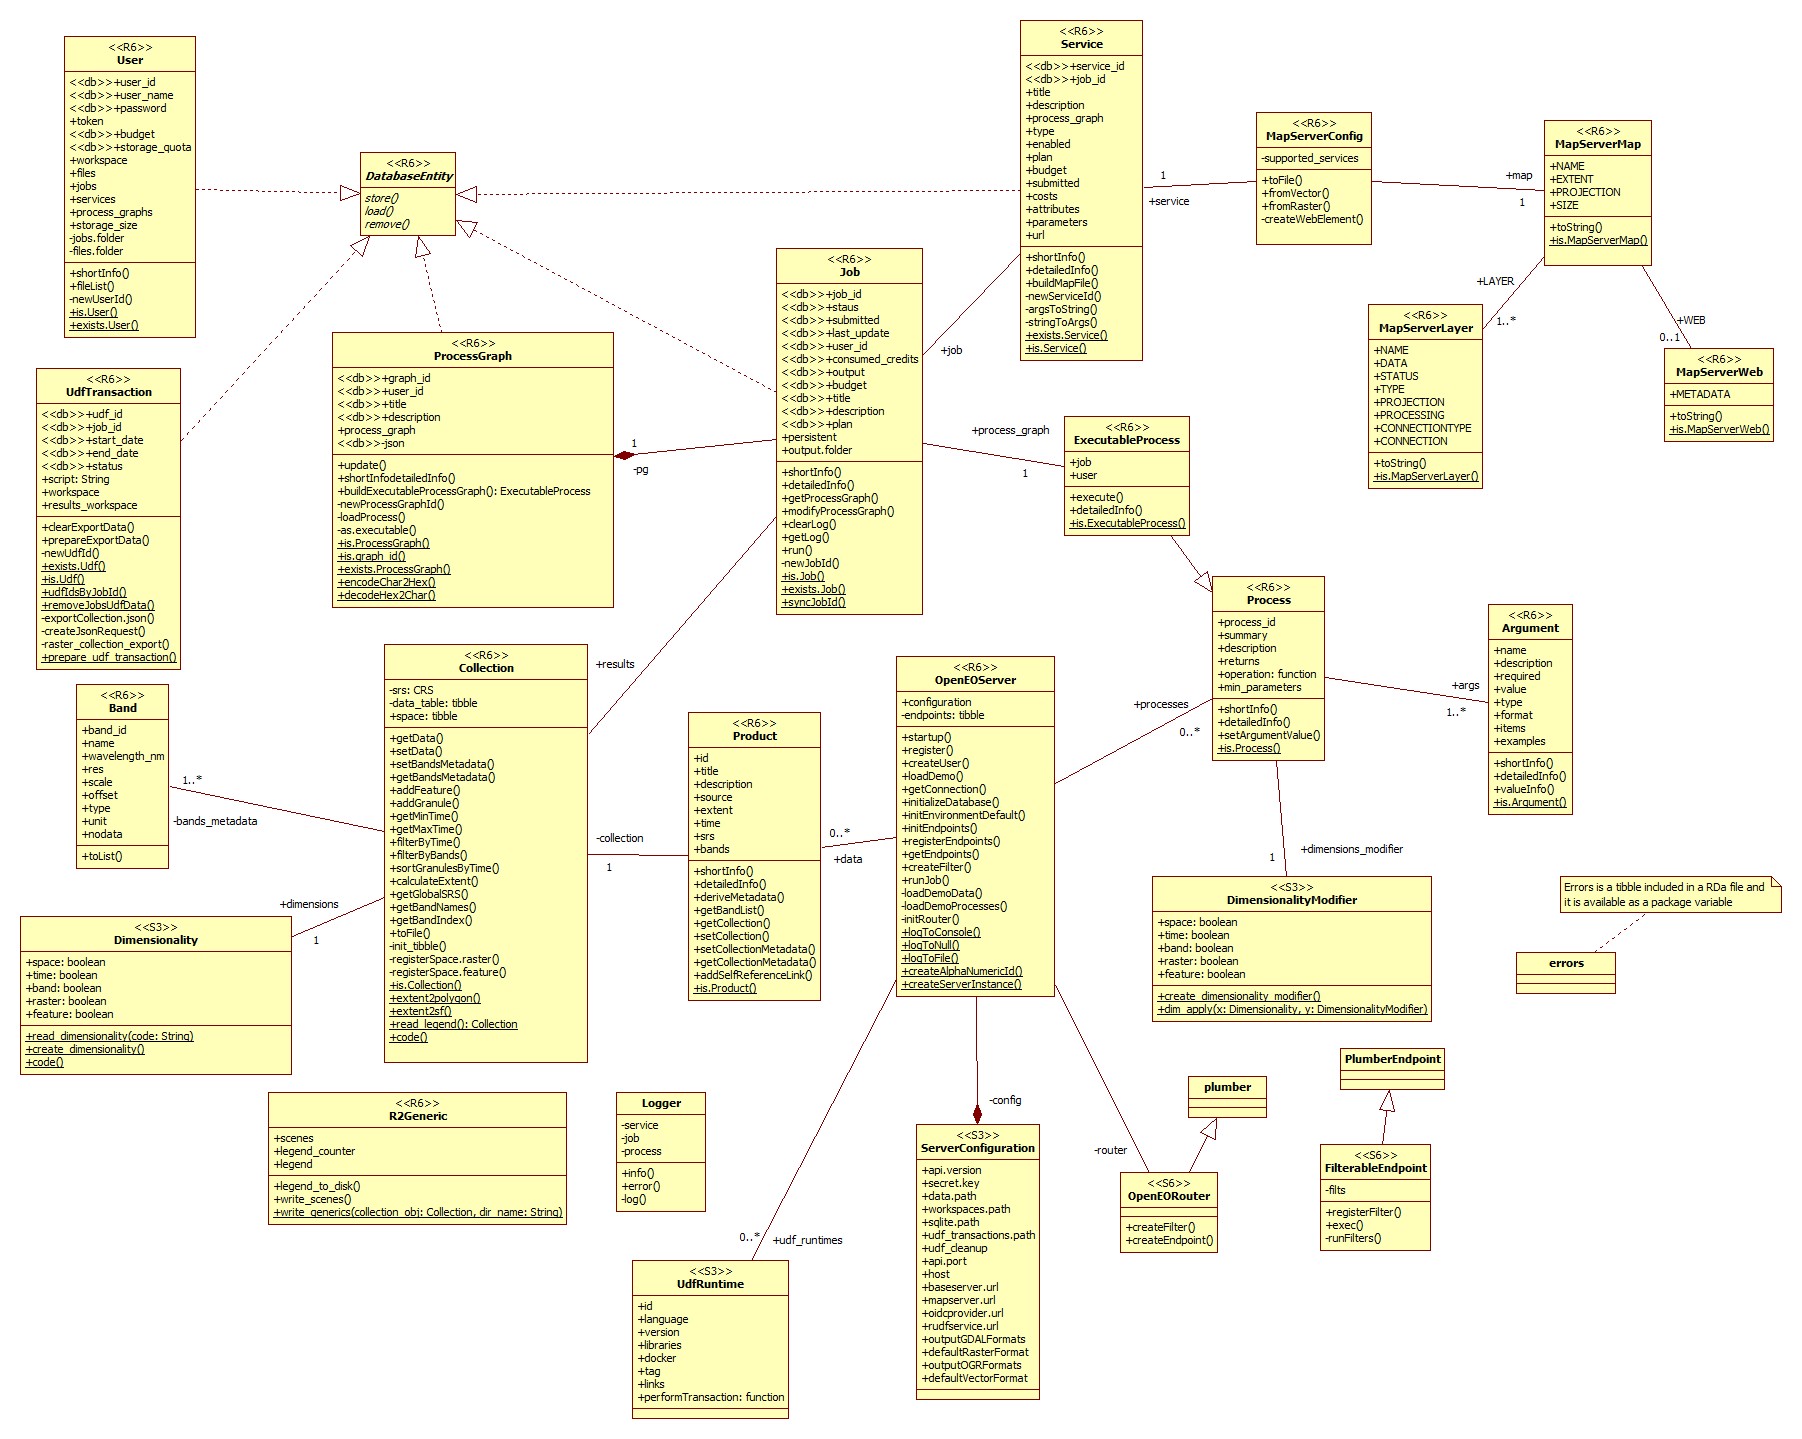 <<R6>>
User
<<db>>+user_id
<<db>>+user_name
<<db>>+password
+token
<<db>>+budget
<<db>>+storage_quota
+workspace
+files
+jobs
+services
+process_graphs
+storage_size
-jobs.folder
-files.folder
+shortInfo()
+fileList()
-newUserId()
+is.User()
+exists.User()
<<R6>>
DatabaseEntity
store()
load()
remove()
<<R6>>
Service
<<db>>+service_id
<<db>>+job_id
+title
+description
+process_graph
+type
+enabled
+plan
+budget
+submitted
+costs
+attributes
+parameters
+url
+shortInfo()
+detailedInfo()
+buildMapFile()
-newServiceId()
-argsToString()
-stringToArgs()
+exists.Service()
+is.Service()
1
+service
<<R6>>
MapServerConfig
-supported_services
+toFile()
+fromVector()
+fromRaster()
-createWebElement()
+map
1
<<R6>>
MapServerMap
+NAME
+EXTENT
+PROJECTION
+SIZE
+toString()
+is.MapServerMap()
+LAYER
1..*
<<R6>>
MapServerLayer
+NAME
+DATA
+STATUS
+TYPE
+PROJECTION
+PROCESSING
+CONNECTIONTYPE
+CONNECTION
+toString()
+is.MapServerLayer()
+WEB
0..1
<<R6>>
MapServerWeb
+METADATA
+toString()
+is.MapServerWeb()
<<R6>>
UdfTransaction
<<db>>+udf_id
<<db>>+job_id
<<db>>+start_date
<<db>>+end_date
<<db>>+status
+script: String
+workspace
+results_workspace
+clearExportData()
+prepareExportData()
-newUdfId()
+exists.Udf()
+is.Udf()
+udfIdsByJobId()
+removeJobsUdfData()
-exportCollection.json()
-createJsonRequest()
-raster_collection_export()
+prepare_udf_transaction()
<<R6>>
ProcessGraph
<<db>>+graph_id
<<db>>+user_id
<<db>>+title
<<db>>+description
+process_graph
<<db>>-json
+update()
+shortInfodetailedInfo()
+buildExecutableProcessGraph(): ExecutableProcess
-newProcessGraphId()
-loadProcess()
-as.executable()
+is.ProcessGraph()
+is.graph_id()
+exists.ProcessGraph()
+encodeChar2Hex()
+decodeHex2Char()
1
-pg
<<R6>>
Job
<<db>>+job_id
<<db>>+staus
<<db>>+submitted
<<db>>+last_update
<<db>>+user_id
<<db>>+consumed_credits
<<db>>+output
<<db>>+budget
<<db>>+title
<<db>>+description
<<db>>+plan
+persistent
+output.folder
+shortInfo()
+detailedInfo()
+getProcessGraph()
+modifyProcessGraph()
+clearLog()
+getLog()
+run()
-newJobId()
+is.Job()
+exists.Job()
+syncJobId()
+job
+process_graph
1
<<R6>>
ExecutableProcess
+job
+user
+execute()
+detailedInfo()
+is.ExecutableProcess()
<<R6>>
Process
+process_id
+summary
+description
+returns
+operation: function
+min_parameters
+shortInfo()
+detailedInfo()
+setArgumentValue()
+is.Process()
+args
1..*
<<R6>>
Argument
+name
+description
+required
+value
+type
+format
+items
+examples
+shortInfo()
+detailedInfo()
+valueInfo()
+is.Argument()
<<R6>>
Band
+band_id
+name
+wavelength_nm
+res
+scale
+offset
+type
+unit
+nodata
+toList()
1..*
-bands_metadata
<<R6>>
Collection
-srs: CRS
-data_table: tibble
+space: tibble
+getData()
+setData()
+setBandsMetadata()
+getBandsMetadata()
+addFeature()
+addGranule()
+getMinTime()
+getMaxTime()
+filterByTime()
+filterByBands()
+sortGranulesByTime()
+calculateExtent()
+getGlobalSRS()
+getBandNames()
+getBandIndex()
+toFile()
-init_tibble()
-registerSpace.raster()
-registerSpace.feature()
+is.Collection()
+extent2polygon()
+extent2sf()
+read_legend(): Collection
+code()
+results
-collection
1
<<R6>>
Product
+id
+title
+description
+source
+extent
+time
+srs
+bands
+shortInfo()
+detailedInfo()
+deriveMetadata()
+getBandList()
+getCollection()
+setCollection()
+setCollectionMetadata()
+getCollectionMetadata()
+addSelfReferenceLink()
+is.Product()
0..*
+data
<<R6>>
OpenEOServer
+configuration
-endpoints: tibble
+startup()
+register()
+createUser()
+loadDemo()
+getConnection()
+initializeDatabase()
+initEnvironmentDefault()
+initEndpoints()
+registerEndpoints()
+getEndpoints()
+createFilter()
+runJob()
-loadDemoData()
-loadDemoProcesses()
-initRouter()
+logToConsole()
+logToNull()
+logToFile()
+createAlphaNumericId()
+createServerInstance()
+processes
0..*
+dimensions
1
<<S3>>
Dimensionality
+space: boolean
+time: boolean
+band: boolean
+raster: boolean
+feature: boolean
+read_dimensionality(code: String)
+create_dimensionality()
+code()
+dimensions_modifier
1
<<S3>>
DimensionalityModifier
+space: boolean
+time: boolean
+band: boolean
+raster: boolean
+feature: boolean
+create_dimensionality_modifier()
+dim_apply(x: Dimensionality, y: DimensionalityModifier)
Errors is a tibble included in a RDa file and
it is available as a package variable
errors
<<R6>>
R2Generic
+scenes
+legend_counter
+legend
+legend_to_disk()
+write_scenes()
+write_generics(collection_obj: Collection, dir_name: String)
Logger
-service
-job
-process
+info()
+error()
-log()
0..*
+udf_runtimes
<<S3>>
UdfRuntime
+id
+language
+version
+libraries
+docker
+tag
+links
+performTransaction: function
-config
<<S3>>
ServerConfiguration
+api.version
+secret.key
+data.path
+workspaces.path
+sqlite.path
+udf_transactions.path
+udf_cleanup
+api.port
+host
+baseserver.url
+mapserver.url
+oidcprovider.url
+rudfservice.url
+outputGDALFormats
+defaultRasterFormat
+outputOGRFormats
+defaultVectorFormat
-router
plumber
<<S6>>
OpenEORouter
+createFilter()
+createEndpoint()
PlumberEndpoint
<<S6>>
FilterableEndpoint
-filts
+registerFilter()
+exec()
-runFilters()